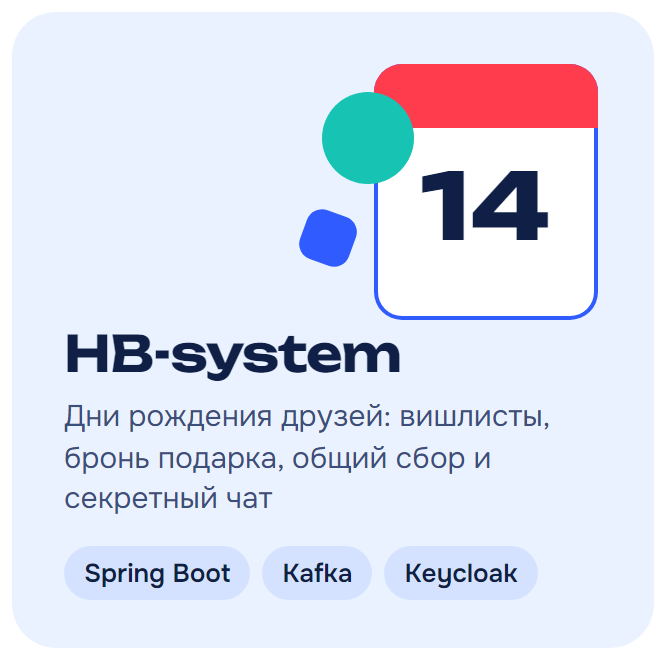 14
HB-system
Дни рождения друзей: вишлисты,
бронь подарка, общий сбор и
секретный чат
Spring Boot Kafka Keycloak